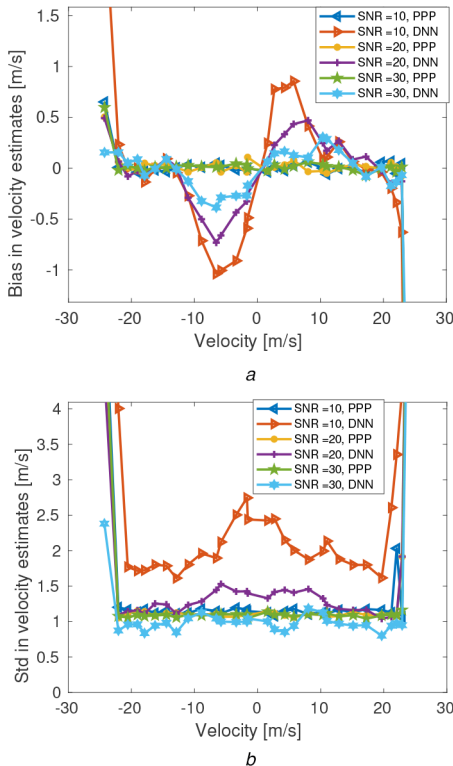 1.5
1
0.5
0
-0.5
-1
Bias in velocity estimates [m/s]
SNR =10, PPP
SNR =10, DNN
SNR =20, PPP
SNR =20, DNN
SNR =30, PPP
SNR =30, DNN
-30 -20 -10 0 10 20 30
Velocity [m/s]
a
4
3.5
3
2.5
2
1.5
1
0.5
0
Std in velocity estimates [m/s]
SNR =10, PPP
SNR =10, DNN
SNR =20, PPP
SNR =20, DNN
SNR =30, PPP
SNR =30, DNN
-30 -20 -10 0 10 20 30
Velocity [m/s]
b